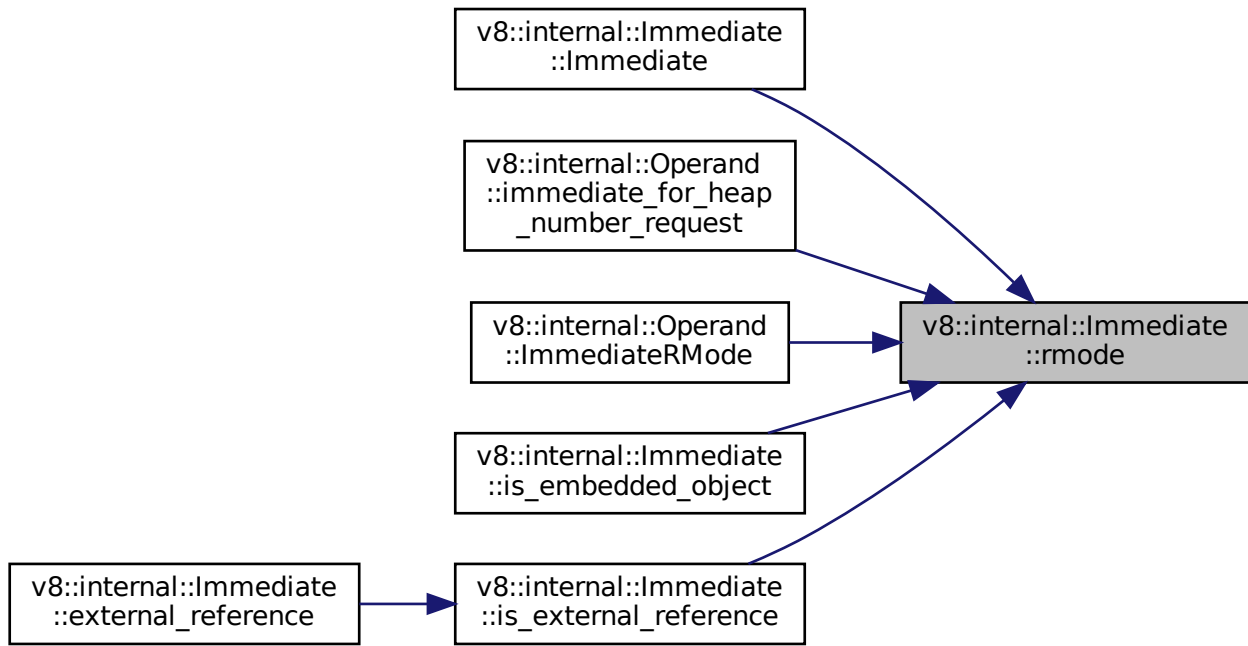 v8::internal::Immediate
::Immediate
v8::internal::Operand
::immediate_for_heap
_number_request
v8::internal::Operand
::ImmediateRMode
v8::internal::Immediate
::rmode
v8::internal::Immediate
::is_embedded_object
v8::internal::Immediate
::external_reference
v8::internal::Immediate
::is_external_reference